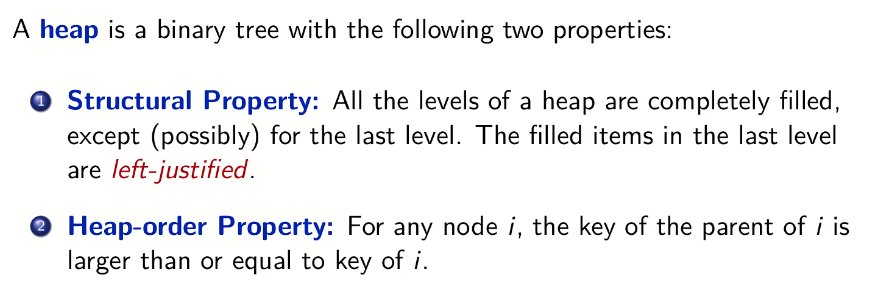 A heap is a binary tree with the following two properties:
1 Structural Property: All the levels of a heap are completely filled,
except (possibly) for the last level. The filled items in the last level
are left-justified.
2 Heap-order Property: For any node i, the key of the parent of i is
larger than or equal to key of i.